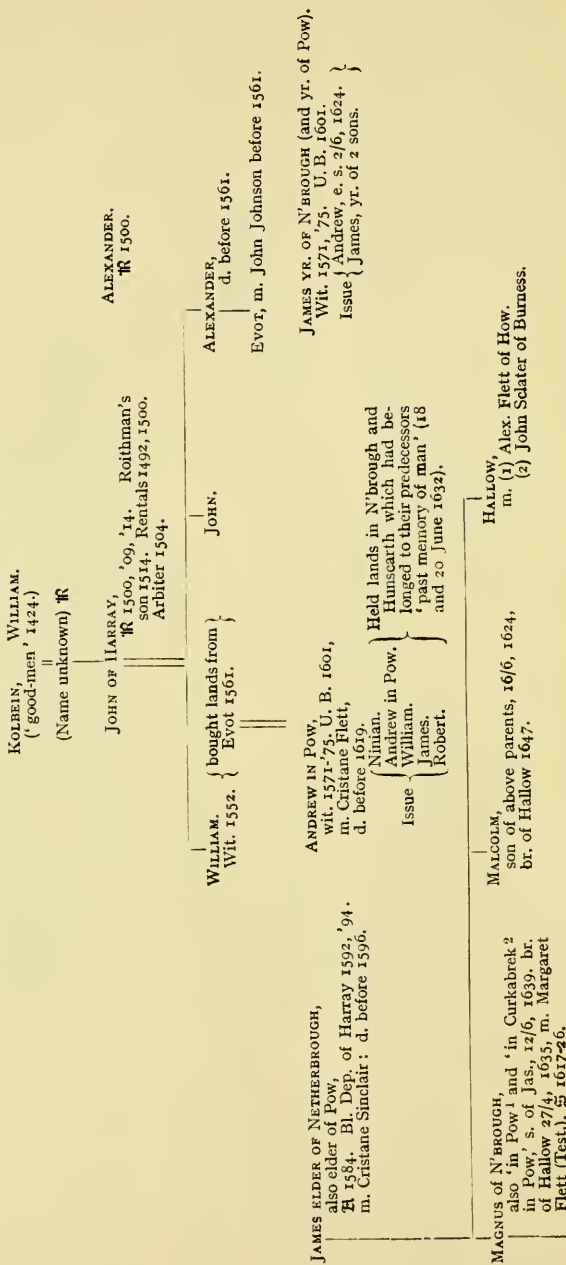 KOLBEIN, WILLIAM.
(‘good-men’ 1424.)
(Name unknown) R
JOHN OF HARRAY,
R 1500, ’09, ’14. Roithman's
son 1514. Rentals 1492, 1500.
Arbiter 1504.
ALEXANDER.
R 1500.
WILLIAM.
Wit. 1552. { bought lands from }
Evot 1561.
JOHN.
ALEXANDER,
d. before 1561.
EVOT, m. John Johnson before 1561.
JAMES ELDER OF NETHERBROUGH,
also elder of Pow,
R 1584. Bl. Dep. of Harray 1592, ’94.
m. Cristane Sinclair : d. before 1596.
ANDREW IN POW,
wit. 1571-’75. U. B. 1601,
m. Cristane Flett,
d. before 1619.
Issue { Ninian.
Andrew in Pow.
William.
James.
Robert. }
Held lands in N’brough and
Hunscarth which had be-
longed to their predecessors
‘past memory of man’ (18
and 20 June 1632).
JAMES YR. OF N’BROUGH (and yr. of Pow).
Wit. 1571, ’75. U. B. 1601.
Issue { Andrew, e. s. 2/6, 1624. }
{ James, yr. of 2 sons. }
MAGNUS OF N’BROUGH,
also ‘in Pow’ 1 and ‘in Curkabrek 2
in Pow,’ s. of Jas., 12/6, 1639. br.
of Hallow 27/4, 1635, m. Margaret
Flett (Test.). S 1617-26.
MALCOLM,
son of above parents, 16/6, 1624,
br. of Hallow 1647.
HALLOW,
m. (1) Alex. Flett of How.
(2) John Sclater of Burness.